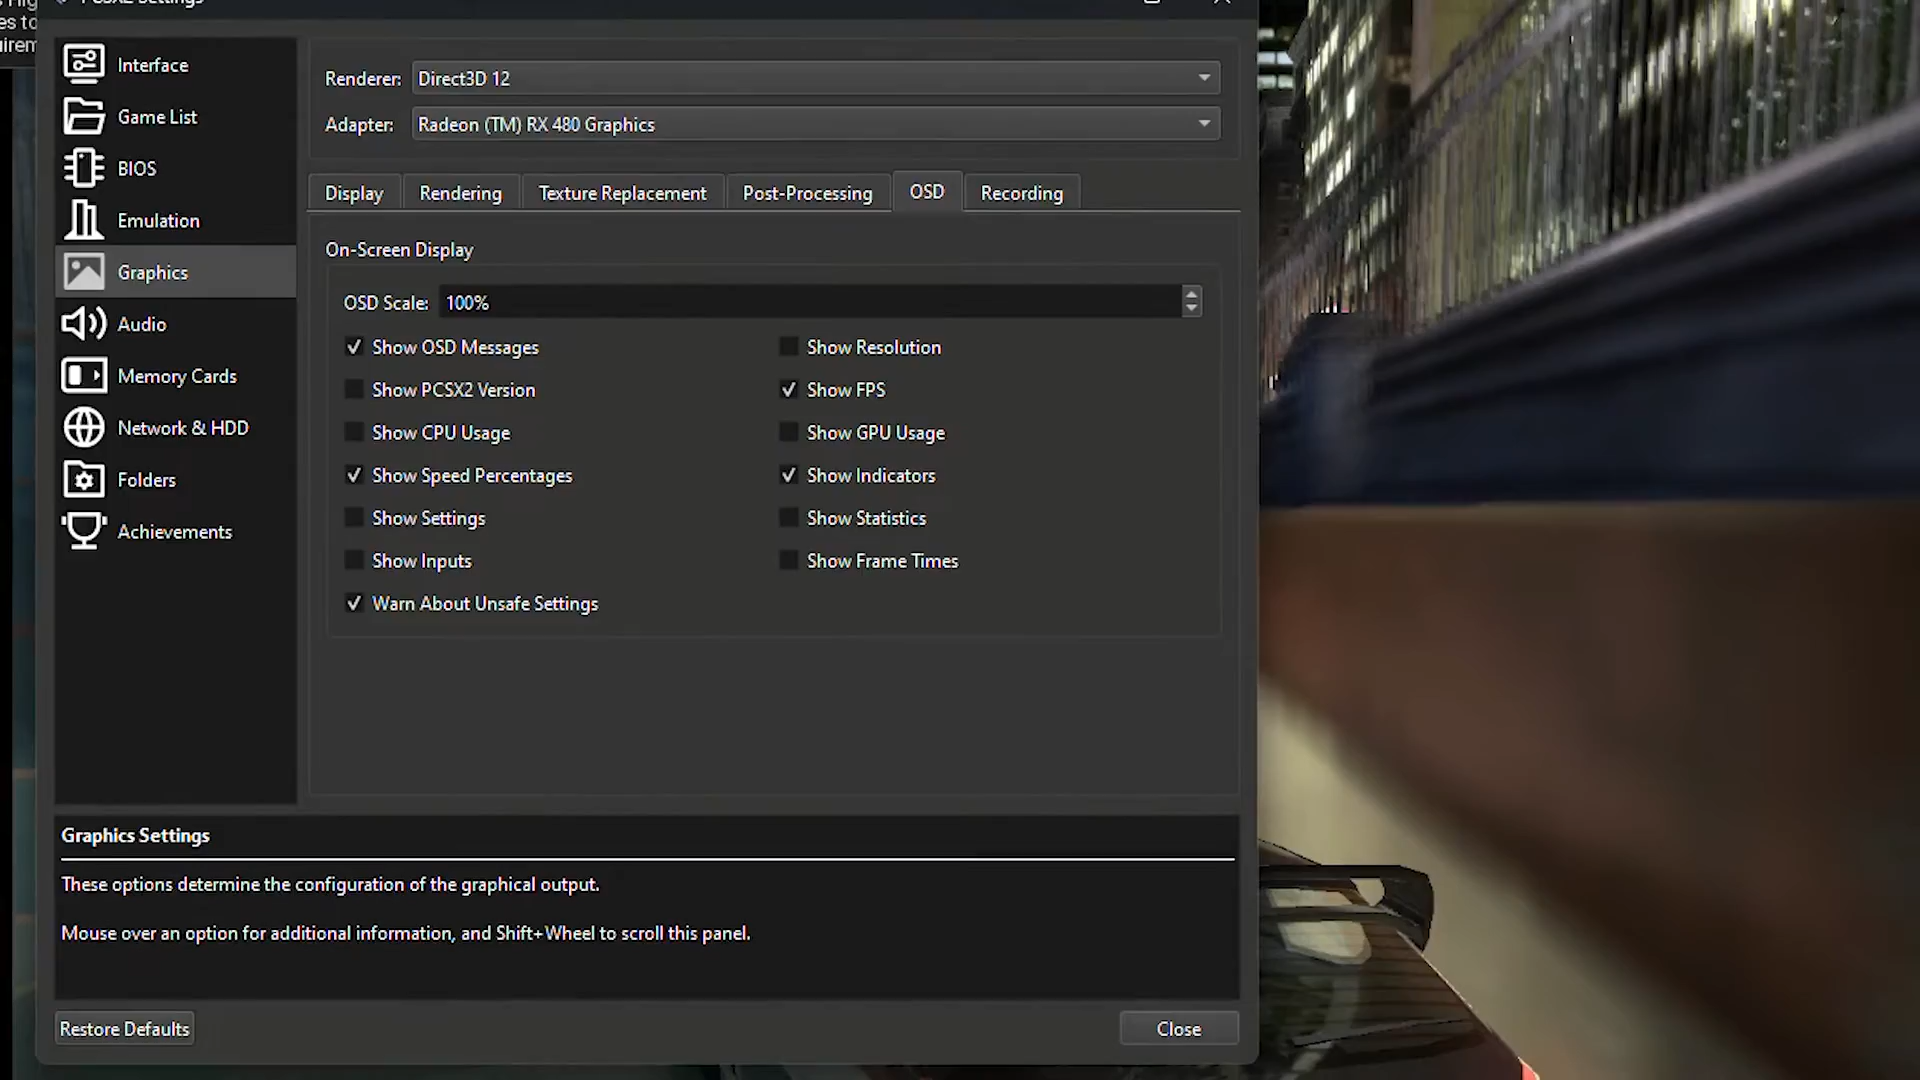 PCSX2 Settings
es to
Interface
Game List
BIOS
Emulation
Graphics
Audio
Memory Cards
Network & HDD
Folders
Achievements
Renderer: Direct3D 12
Adapter: Radeon (TM) RX 480 Graphics
Display Rendering Texture Replacement Post-Processing OSD Recording
On-Screen Display
OSD Scale: 100%
Show OSD Messages Show Resolution
Show PCSX2 Version Show FPS
Show CPU Usage Show GPU Usage
Show Speed Percentages Show Indicators
Show Settings Show Statistics
Show Inputs Show Frame Times
Warn About Unsafe Settings
Graphics Settings
These options determine the configuration of the graphical output.
Mouse over an option for additional information, and Shift+Wheel to scroll this panel.
Restore Defaults Close